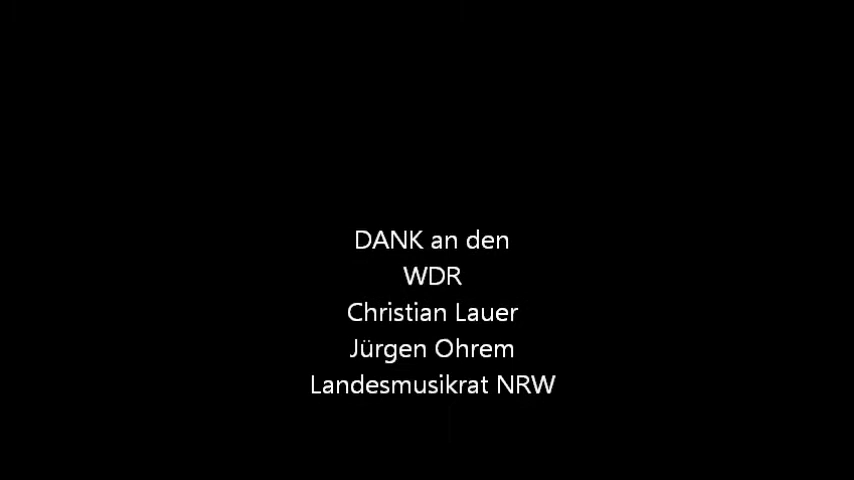 DANK an den
WDR
Christian Lauer
Jürgen Ohrem
Landesmusikrat NRW